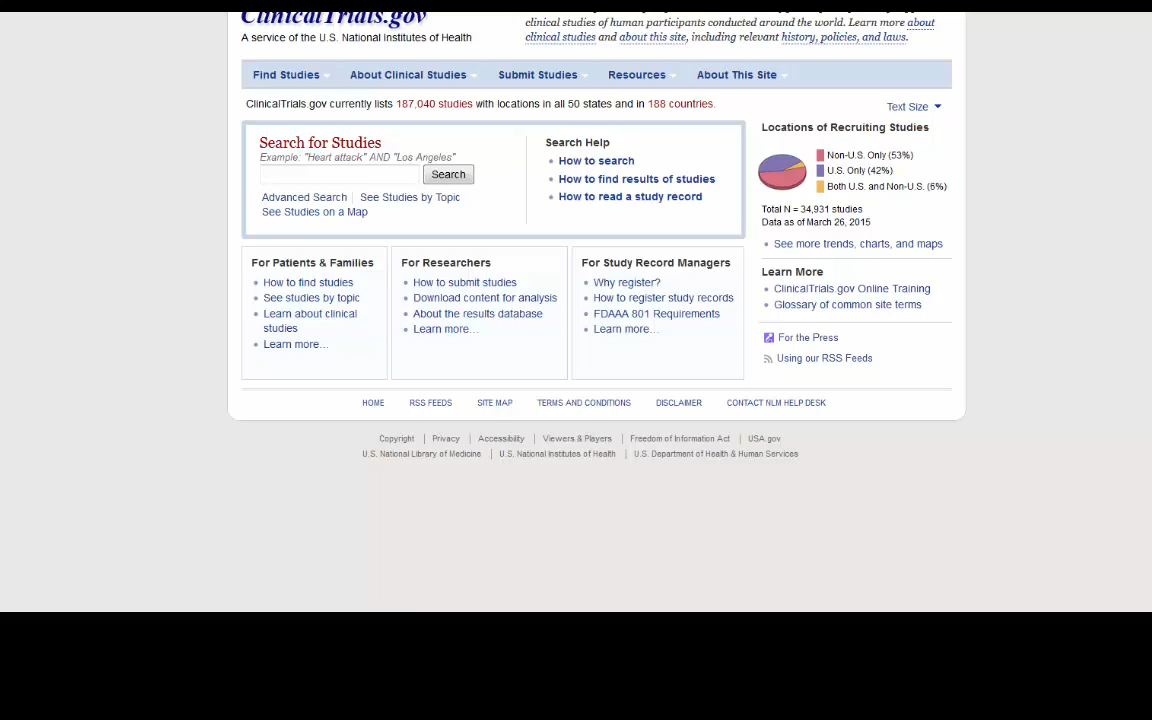 ClinicalTrials.gov
A service of the U.S. National Institutes of Health
clinical studies of human participants conducted around the world. Learn more about
clinical studies and about this site, including relevant history, policies, and laws.
Find Studies About Clinical Studies Submit Studies Resources About This Site
ClinicalTrials.gov currently lists 187,040 studies with locations in all 50 states and in 188 countries.
Text Size
Search for Studies
Example: "Heart attack" AND "Los Angeles"
Search
Advanced Search See Studies by Topic
See Studies on a Map
Search Help
How to search
How to find results of studies
How to read a study record
Locations of Recruiting Studies
Non-U.S. Only (53%)
U.S. Only (42%)
Both U.S. and Non-U.S. (6%)
Total N = 34,931 studies
Data as of March 26, 2015
See more trends, charts, and maps
Learn More
ClinicalTrials.gov Online Training
Glossary of common site terms
For the Press
Using our RSS Feeds
For Patients & Families
How to find studies
See studies by topic
Learn about clinical
studies
Learn more…
For Researchers
How to submit studies
Download content for analysis
About the results database
Learn more…
For Study Record Managers
Why register?
How to register study records
FDAAA 801 Requirements
Learn more…
HOME RSS FEEDS SITE MAP TERMS AND CONDITIONS DISCLAIMER CONTACT NLM HELP DESK
Copyright | Privacy | Accessibility | Viewers & Players | Freedom of Information Act | USA.gov
U.S. National Library of Medicine | U.S. National Institutes of Health | U.S. Department of Health & Human Services